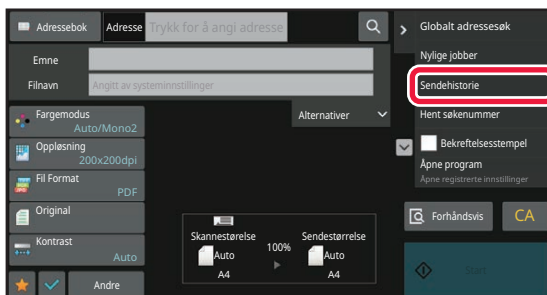 Adressebok
Adresse
Trykk for å angi adresse
Emne
Filnavn
Angitt av systeminnstillinger
Fargemodus
Auto/Mono2
Oppløsning
200x200dpi
Fil Format
PDF
Original
Kontrast
Auto
Andre
Alternativer
Skannestørelse
Auto
A4
100%
Sendestørrelse
Auto
A4
Globalt adressesøk
Nylige jobber
Sendehistorie
Hent søkenummer
Bekreftelsesstempel
Åpne program
Åpne registrerte innstillinger
Forhåndsvis
CA
Start